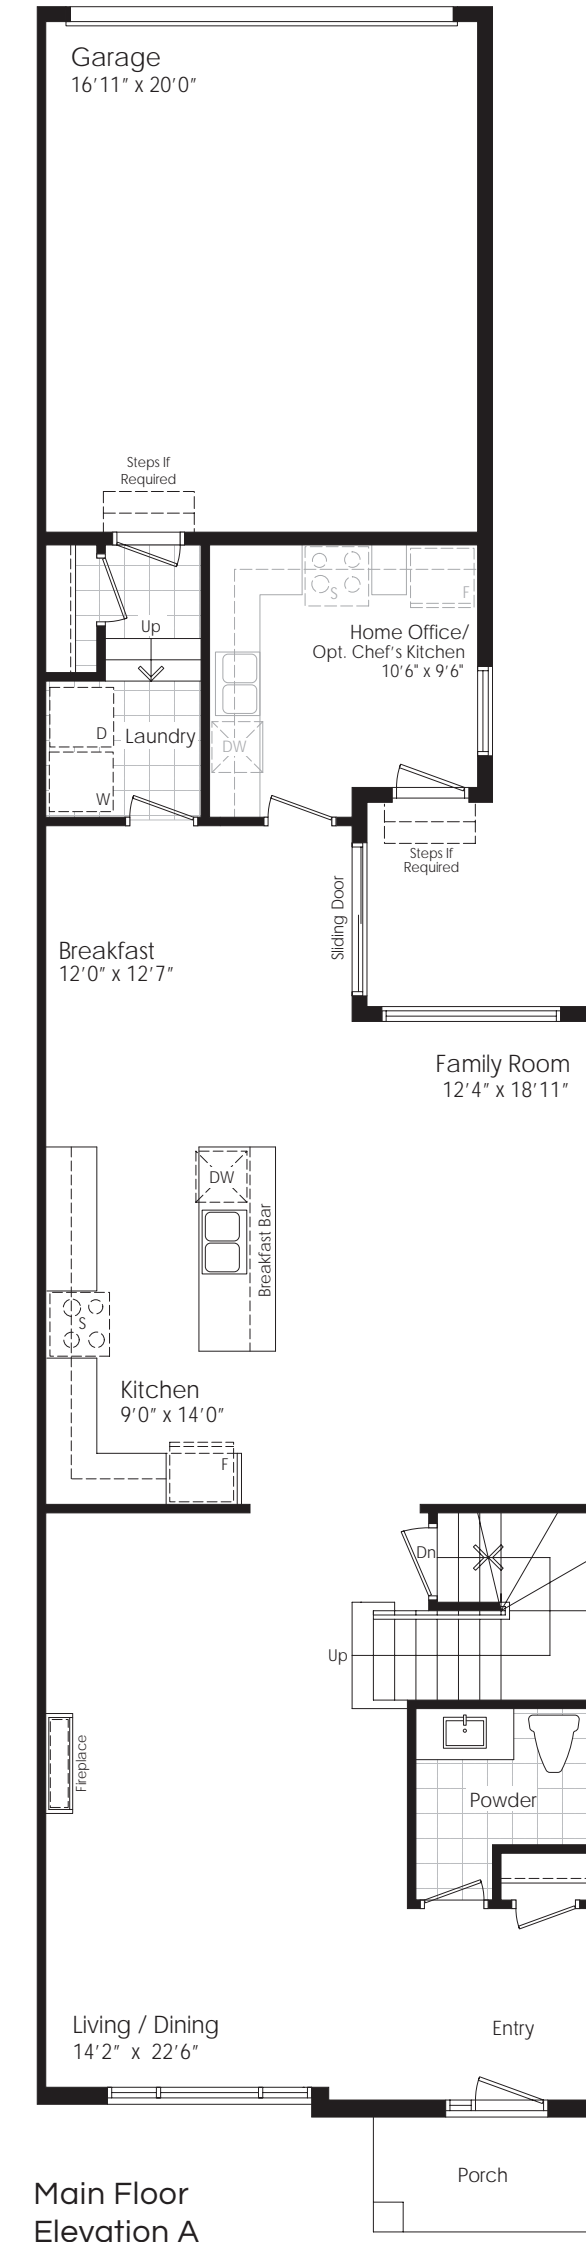 Garage
16'11" x 20'0"
Steps If
Required
Up
Home Office/
Opt. Chef's Kitchen
10'6" x 9'6"
S
F
DW
D
Laundry
W
Steps If
Required
Sliding Door
Breakfast
12'0" x 12'7"
Family Room
12'4" x 18'11"
DW
Breakfast Bar
S
Kitchen
9'0" x 14'0"
F
Dn
Up
Fireplace
Powder
Living / Dining
14'2" x 22'6"
Entry
Porch
Main Floor
Elevation A